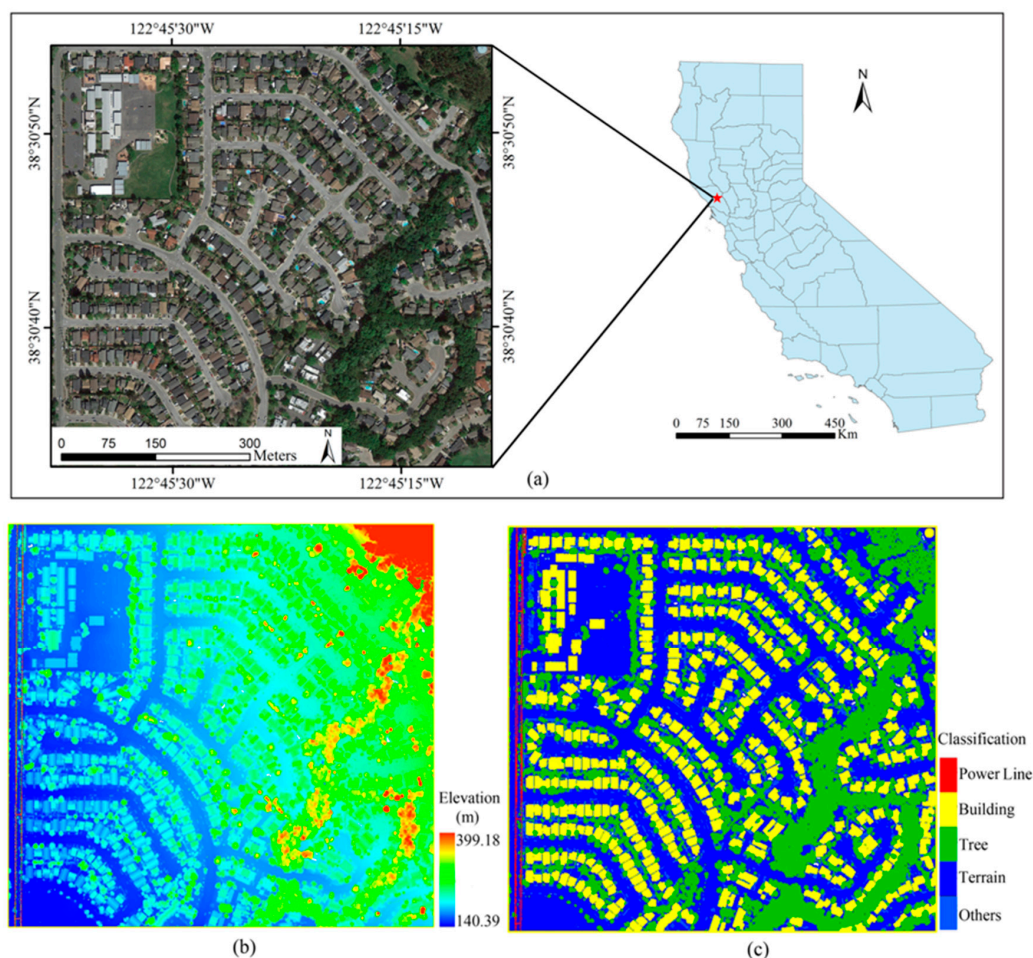 122°45'30"W
122°45'15"W
38°30'50"N
38°30'50"N
38°30'40"N
38°30'40"N
N
0 75 150 300
Meters
N
0 75 150 300 450
Km
122°45'30"W
122°45'15"W
(a)
Elevation
(m)
399.18
140.39
(b)
Classification
Power Line
Building
Tree
Terrain
Others
(c)